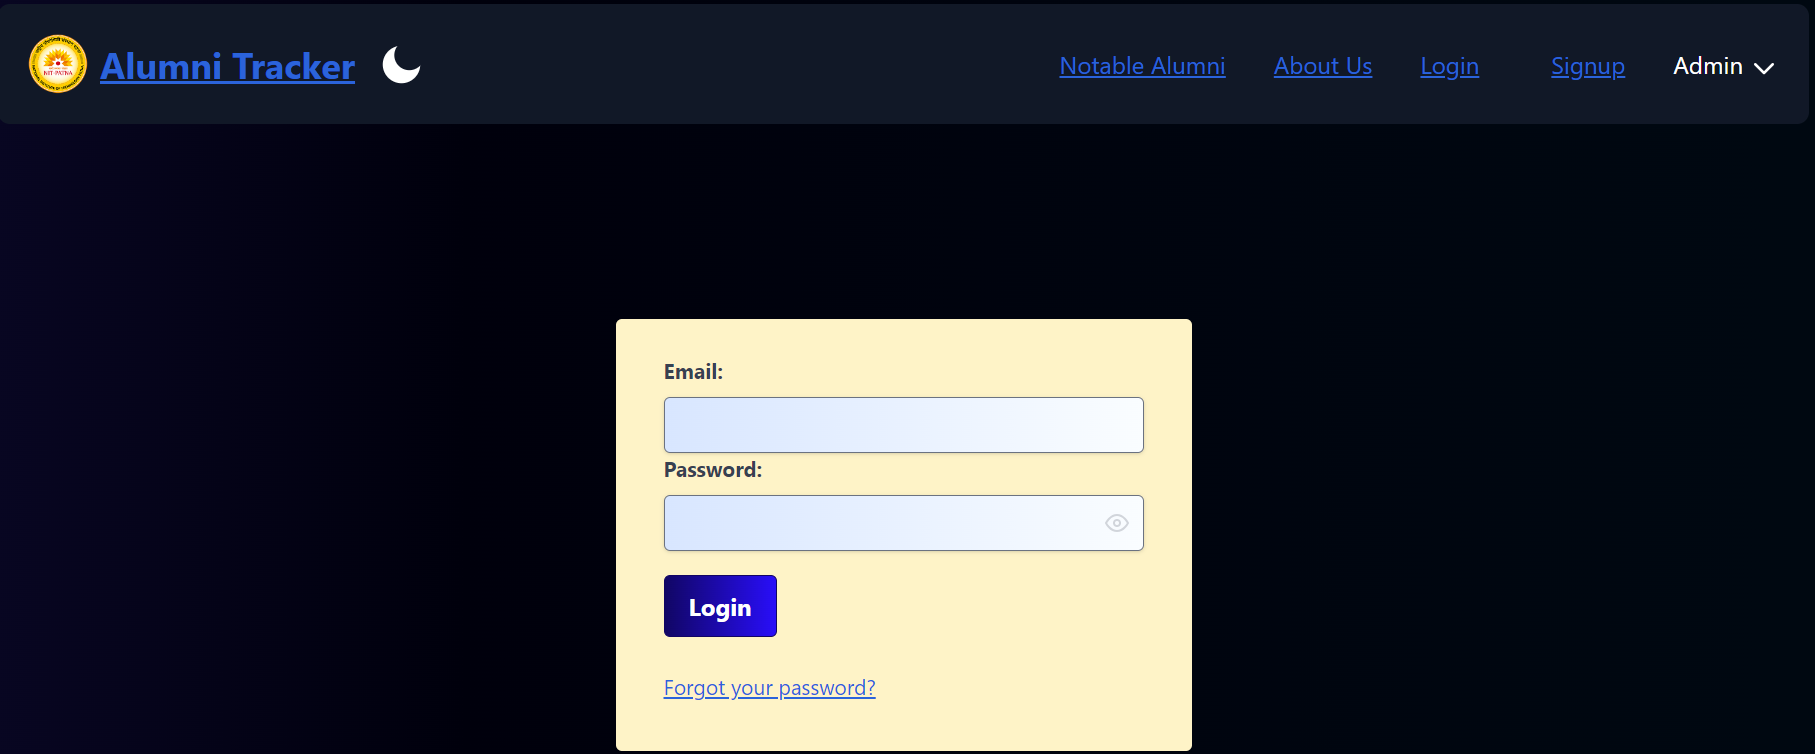 NIT-PATNA
Alumni Tracker
Notable Alumni
About Us
Login
Signup
Admin
Email:
Password:
Login
Forgot your password?